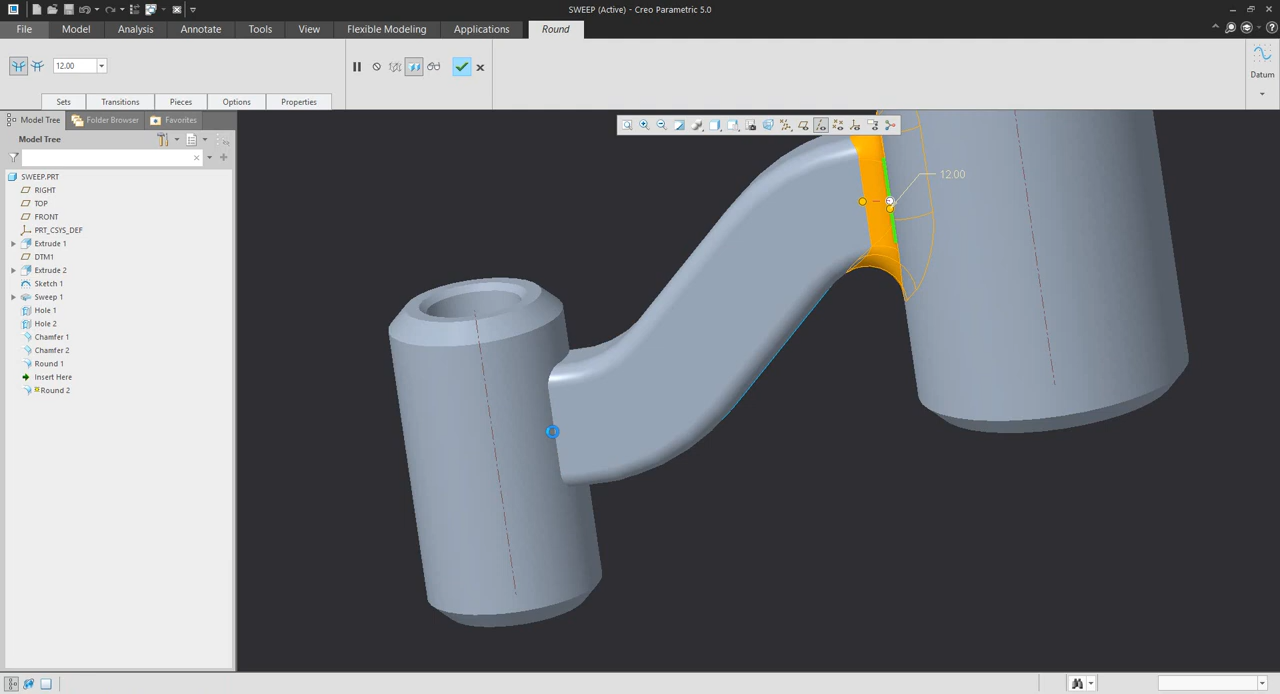 SWEEP (Active) - Creo Parametric 5.0
File Model Analysis Annotate Tools View Flexible Modeling Applications Round
12.00
Datum
Sets Transitions Pieces Options Properties
Model Tree Folder Browser Favorites
Model Tree
SWEEP.PRT
RIGHT
TOP
FRONT
PRT_CSYS_DEF
Extrude 1
DTM1
Extrude 2
Sketch 1
Sweep 1
Hole 1
Hole 2
Chamfer 1
Chamfer 2
Round 1
Insert Here
Round 2
12.00